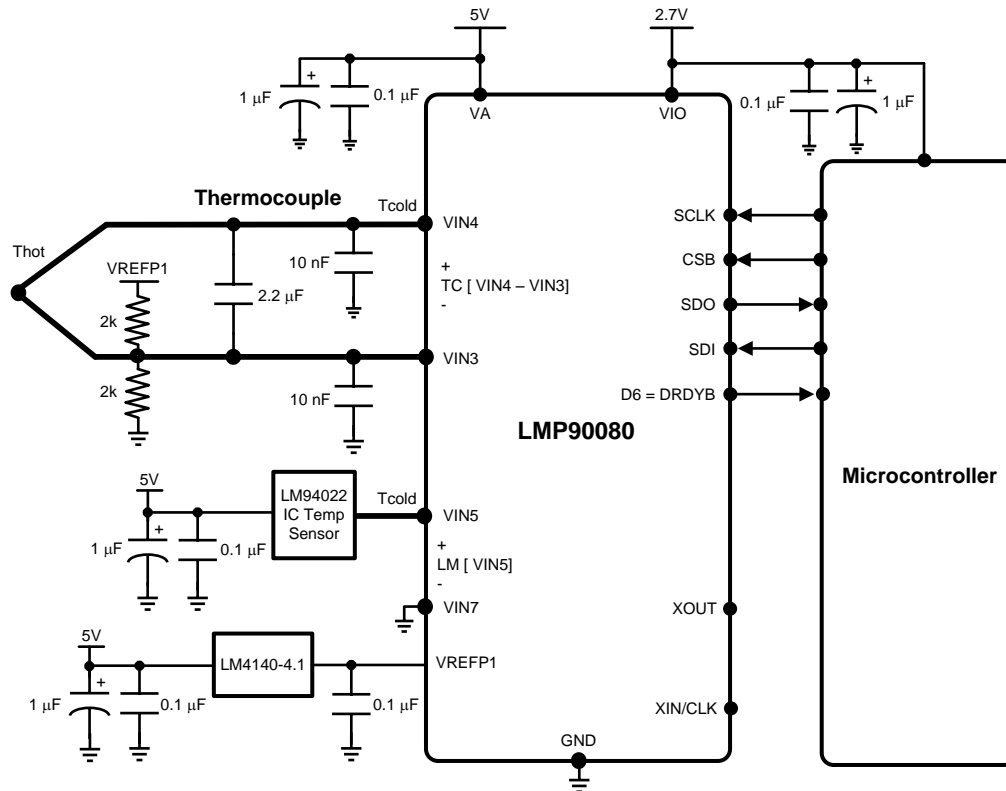 5V
2.7V
+
1 μF
0.1 μF
0.1 μF
+
1 μF
VA
VIO
Thermocouple
Tcold
VIN4
SCLK
Thot
VREFP1
10 nF
+
TC [ VIN4 – VIN3]
-
CSB
2.2 μF
2k
SDO
VIN3
SDI
2k
10 nF
D6 = DRDYB
LMP90080
Microcontroller
5V
LM94022
IC Temp
Sensor
Tcold
VIN5
+
1 μF
0.1 μF
+
LM [ VIN5]
-
VIN7
XOUT
5V
LM4140-4.1
VREFP1
+
1 μF
0.1 μF
0.1 μF
XIN/CLK
GND